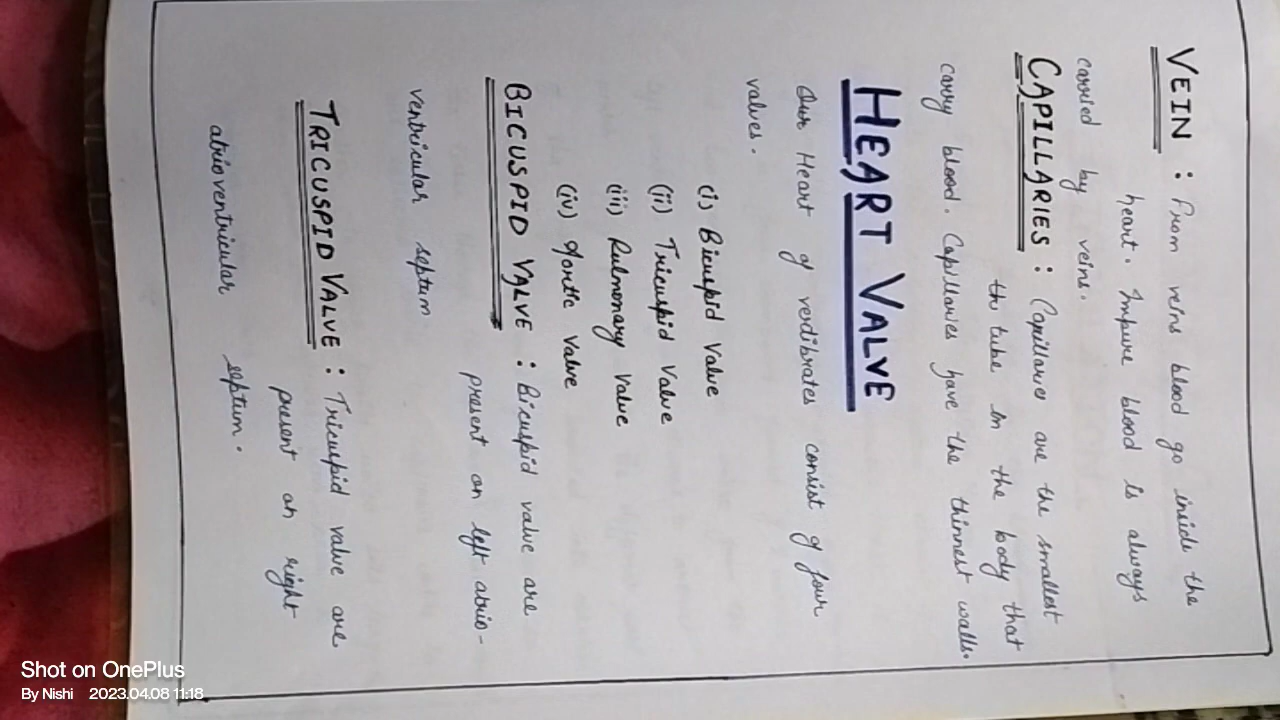 VEIN : From veins blood go inside the
heart. Impure blood is always
carried by veins.
CAPILLARIES : Capillaries are the smallest
the tube in the body that
carry blood. Capillaries have the thinnest walls.
HEART VALVE
Our Heart of vertibrates consist of four
values.
(i) Bicuspid Valve
(ii) Tricuspid Valve
(iii) Pulmonary Valve
(iv) Aortic Valve
BICUSPID VALVE : Bicuspid valve are
present on left atrio-
ventricular septum.
TRICUSPID VALVE : Tricuspid value are
present on right
atrioventricular septum.
Shot on OnePlus
By Nishi 2023.04.08 11:18